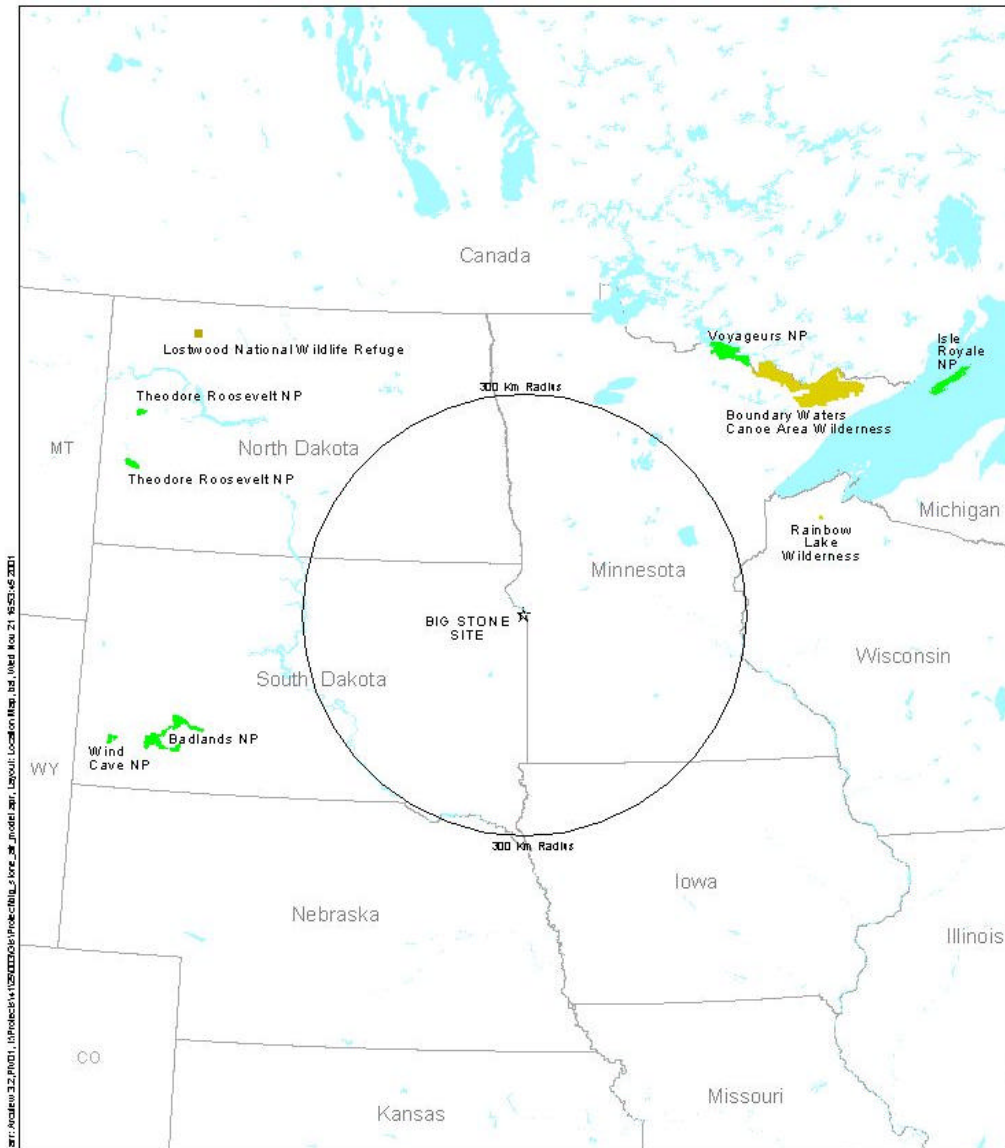 Canada
Voyageurs NP
Isle
Royale
NP
Lostwood National Wildlife Refuge
300 Km Radius
Theodore Roosevelt NP
Boundary Waters
Canoe Area Wilderness
MT
North Dakota
Theodore Roosevelt NP
Michigan
Rainbow
Lake
Wilderness
Minnesota
BIG STONE
SITE
Wisconsin
South Dakota
Badlands NP
Wind
Cave NP
WY
300 Km Radius
Iowa
Nebraska
Illinois
CO
Missouri
Kansas